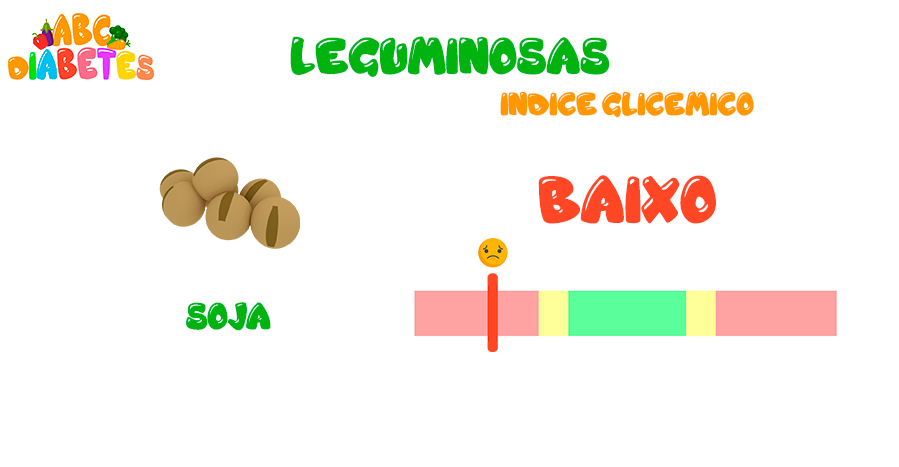 ABC
DIABETES
LEGUMINOSAS
INDICE GLICEMICO
BAIXO
SOJA